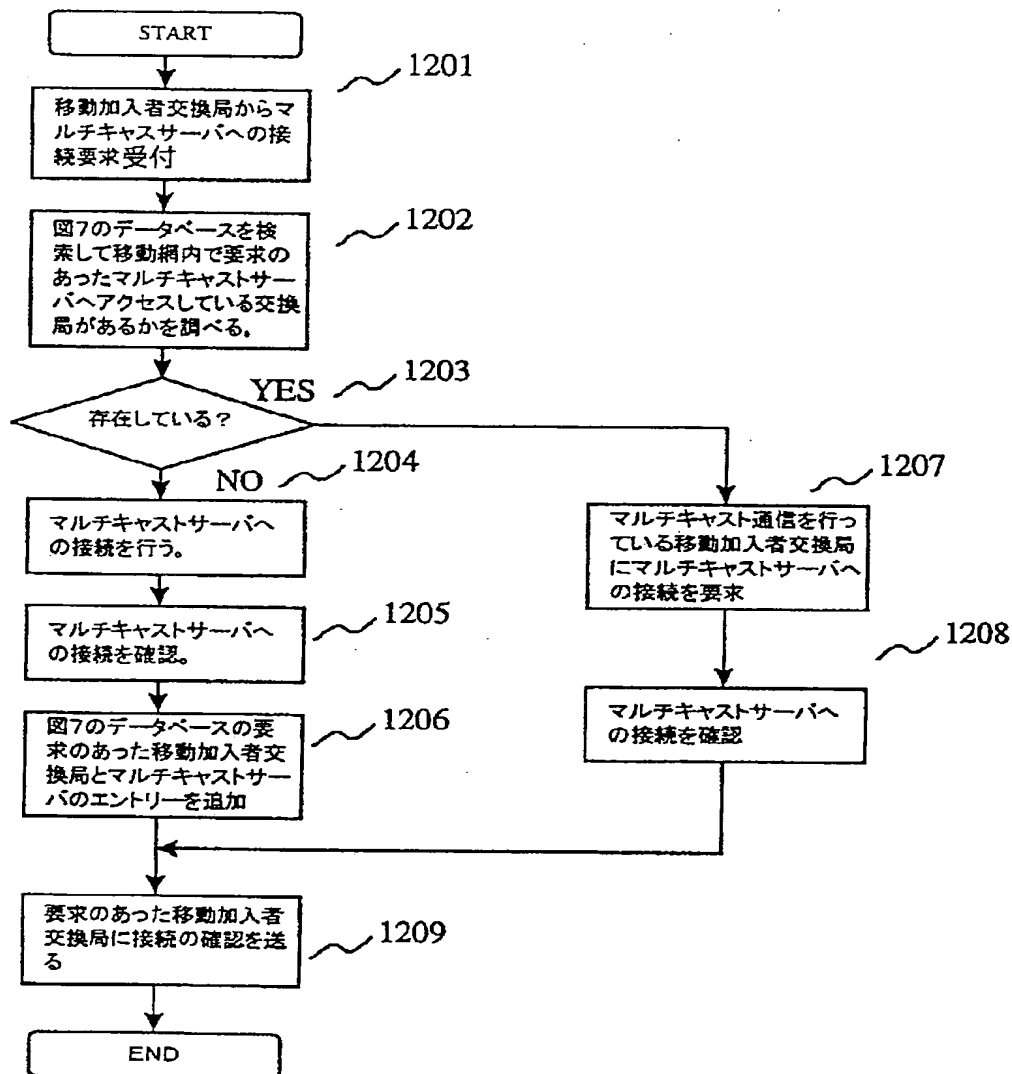 START
1201
移動加入者交換局からマ
ルチキャスサーバへの接
続要求受付
1202
図7のデータベースを検
索して移動網内で要求の
あったマルチキャストサー
バへアクセスしている交換
局があるかを調べる。
1203
YES
存在している?
1204
NO
マルチキャストサーバへ
の接続を行う。
1207
マルチキャスト通信を行っ
ている移動加入者交換局
にマルチキャストサーバへ
の接続を要求
1205
マルチキャストサーバへ
の接続を確認。
1208
マルチキャストサーバへ
の接続を確認
1206
図7のデータベースの要
求のあった移動加入者交
換局とマルチキャストサー
バのエントリーを追加
要求のあった移動加入者
交換局に接続の確認を送
る
1209
END